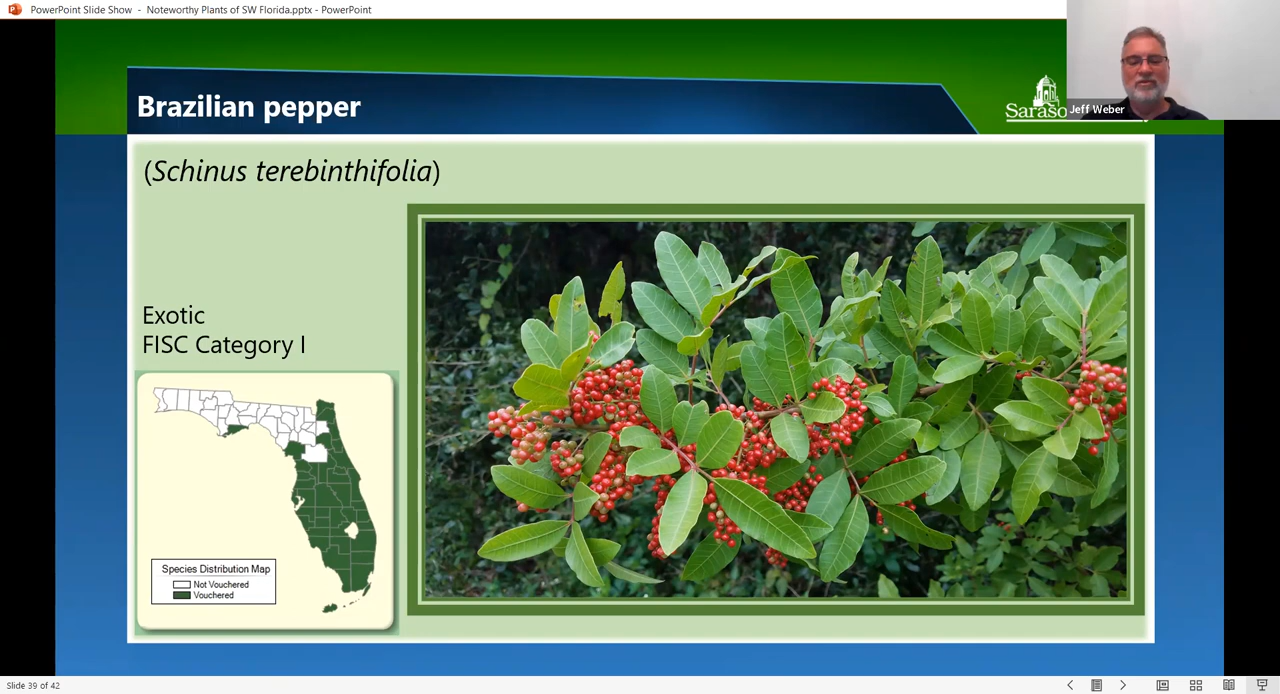 PowerPoint Slide Show - Noteworthy Plants of SW Florida.pptx - PowerPoint
Brazilian pepper
Saraso
Jeff Weber
(Schinus terebinthifolia)
Exotic
FISC Category I
Species Distribution Map
Not Vouchered
Vouchered
Slide 39 of 42